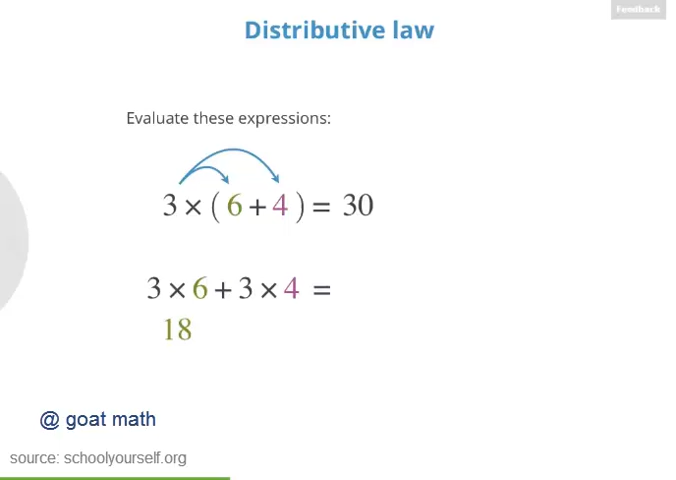 Feedback
Distributive law
Evaluate these expressions:
3 × ( 6 + 4 ) = 30
3 × 6 + 3 × 4 =
18
@ goat math
source: schoolyourself.org